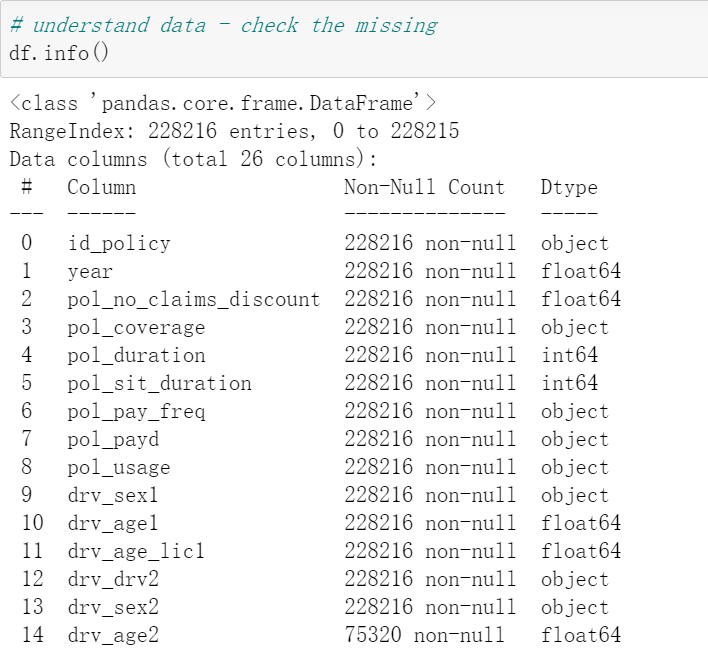 # understand data - check the missing
df.info()
<class 'pandas.core.frame.DataFrame'>
RangeIndex: 228216 entries, 0 to 228215
Data columns (total 26 columns):
 #   Column                 Non-Null Count   Dtype
---  ------                 --------------   -----
 0   id_policy              228216 non-null  object
 1   year                   228216 non-null  float64
 2   pol_no_claims_discount 228216 non-null  float64
 3   pol_coverage           228216 non-null  object
 4   pol_duration           228216 non-null  int64
 5   pol_sit_duration       228216 non-null  int64
 6   pol_pay_freq           228216 non-null  object
 7   pol_payd               228216 non-null  object
 8   pol_usage              228216 non-null  object
 9   drv_sex1               228216 non-null  object
 10  drv_age1               228216 non-null  float64
 11  drv_age_lic1           228216 non-null  float64
 12  drv_drv2               228216 non-null  object
 13  drv_sex2               228216 non-null  object
 14  drv_age2               75320 non-null   float64